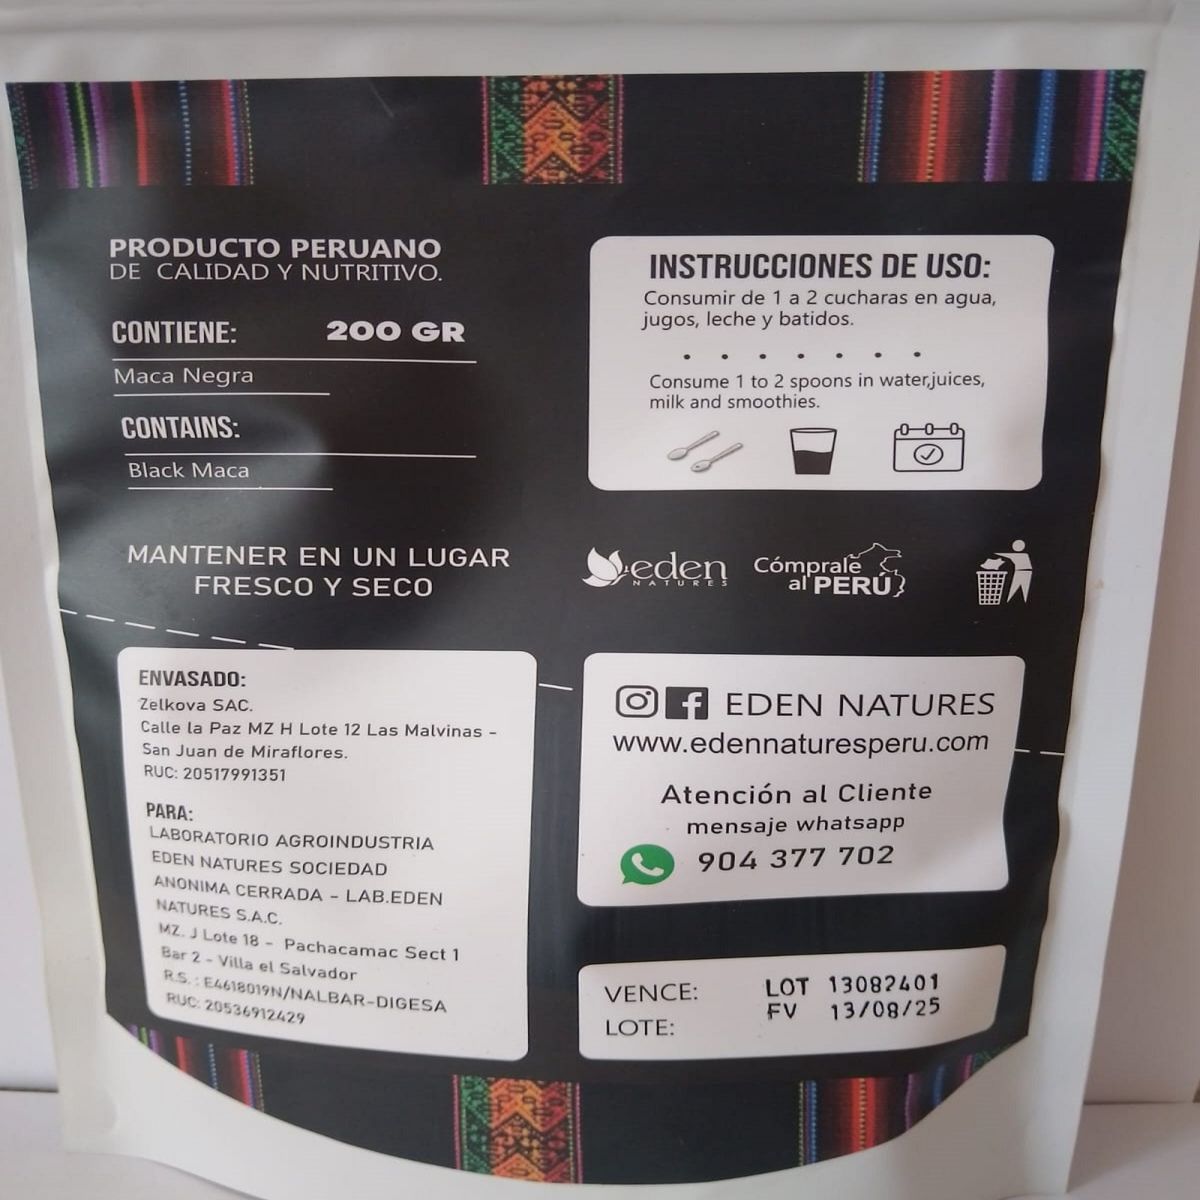 PRODUCTO PERUANO
DE CALIDAD Y NUTRITIVO.
CONTIENE: 200 GR
Maca Negra
CONTAINS:
Black Maca
MANTENER EN UN LUGAR
FRESCO Y SECO
INSTRUCCIONES DE USO:
Consumir de 1 a 2 cucharas en agua,
jugos, leche y batidos.
Consume 1 to 2 spoons in water,juices,
milk and smoothies.
eden
NATURES
Cómprale
al PERÚ
ENVASADO:
Zelkova SAC.
Calle la Paz MZ H Lote 12 Las Malvinas -
San Juan de Miraflores.
RUC: 20517991351
PARA:
LABORATORIO AGROINDUSTRIA
EDEN NATURES SOCIEDAD
ANONIMA CERRADA - LAB.EDEN
NATURES S.A.C.
MZ. J Lote 18 - Pachacamac Sect 1
Bar 2 - Villa el Salvador
R.S. : E4618019N/NALBAR-DIGESA
RUC: 20536912429
EDEN NATURES
www.edennaturesperu.com
Atención al Cliente
mensaje whatsapp
904 377 702
VENCE: LOT 13082401
LOTE: FV 13/08/25